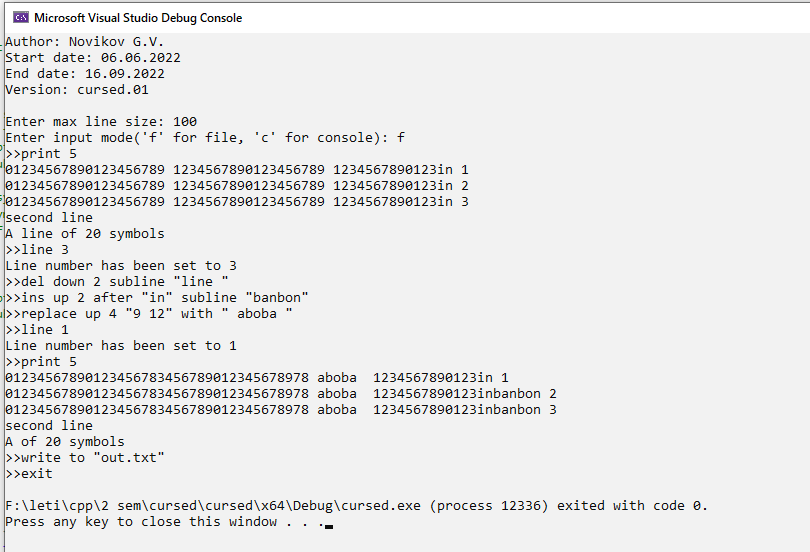 Microsoft Visual Studio Debug Console
Author: Novikov G.V.
Start date: 06.06.2022
End date: 16.09.2022
Version: cursed.01
Enter max line size: 100
Enter input mode('f' for file, 'c' for console): f
>>print 5
01234567890123456789 1234567890123456789 1234567890123in 1
01234567890123456789 1234567890123456789 1234567890123in 2
01234567890123456789 1234567890123456789 1234567890123in 3
second line
A line of 20 symbols
>>line 3
Line number has been set to 3
>>del down 2 subline "line "
>>ins up 2 after "in" subline "banbon"
>>replace up 4 "9 12" with " aboba "
>>line 1
Line number has been set to 1
>>print 5
01234567890123456783456789012345678978 aboba  1234567890123in 1
01234567890123456783456789012345678978 aboba  1234567890123inbanbon 2
01234567890123456783456789012345678978 aboba  1234567890123inbanbon 3
second line
A of 20 symbols
>>write to "out.txt"
>>exit
F:\leti\cpp\2 sem\cursed\cursed\x64\Debug\cursed.exe (process 12336) exited with code 0.
Press any key to close this window . . .